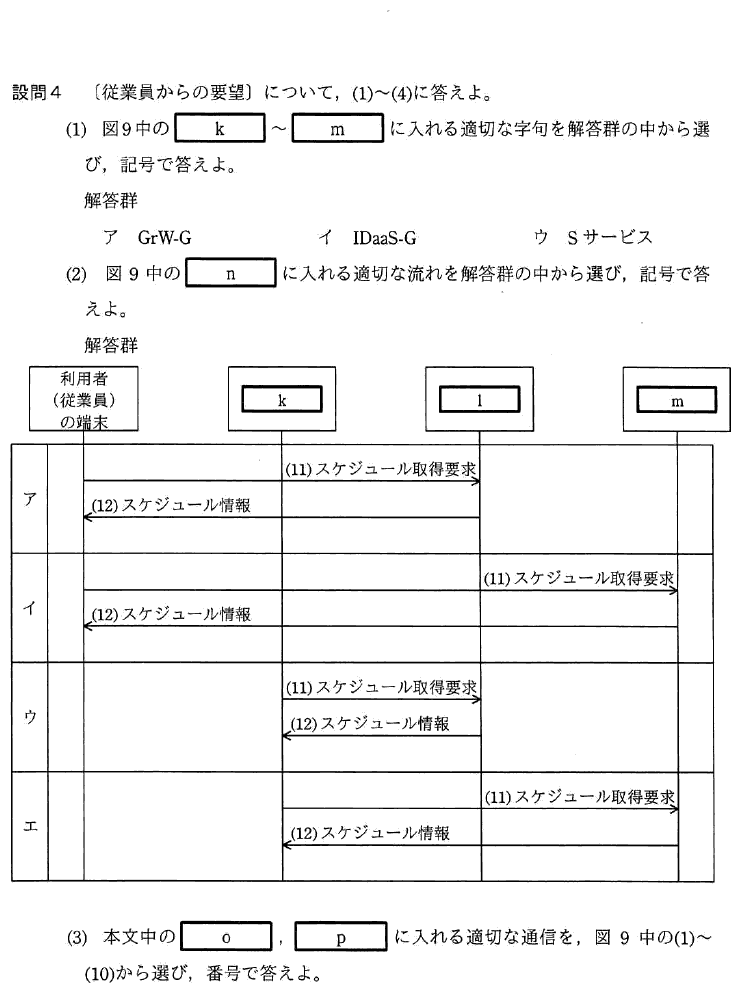 設問4 〔従業員からの要望〕について，(1)～(4)に答えよ。
(1) 図9中の k ～ m に入れる適切な字句を解答群の中から選
び，記号で答えよ。
解答群
ア GrW-G イ IDaaS-G ウ Sサービス
(2) 図9中の n に入れる適切な流れを解答群の中から選び，記号で答
えよ。
解答群
利用者
（従業員）
の端末
k
l
m
ア
(11)スケジュール取得要求
(12)スケジュール情報
イ
(11)スケジュール取得要求
(12)スケジュール情報
ウ
(11)スケジュール取得要求
(12)スケジュール情報
エ
(11)スケジュール取得要求
(12)スケジュール情報
(3) 本文中の o ， p に入れる適切な通信を，図9中の(1)～
(10)から選び，番号で答えよ。